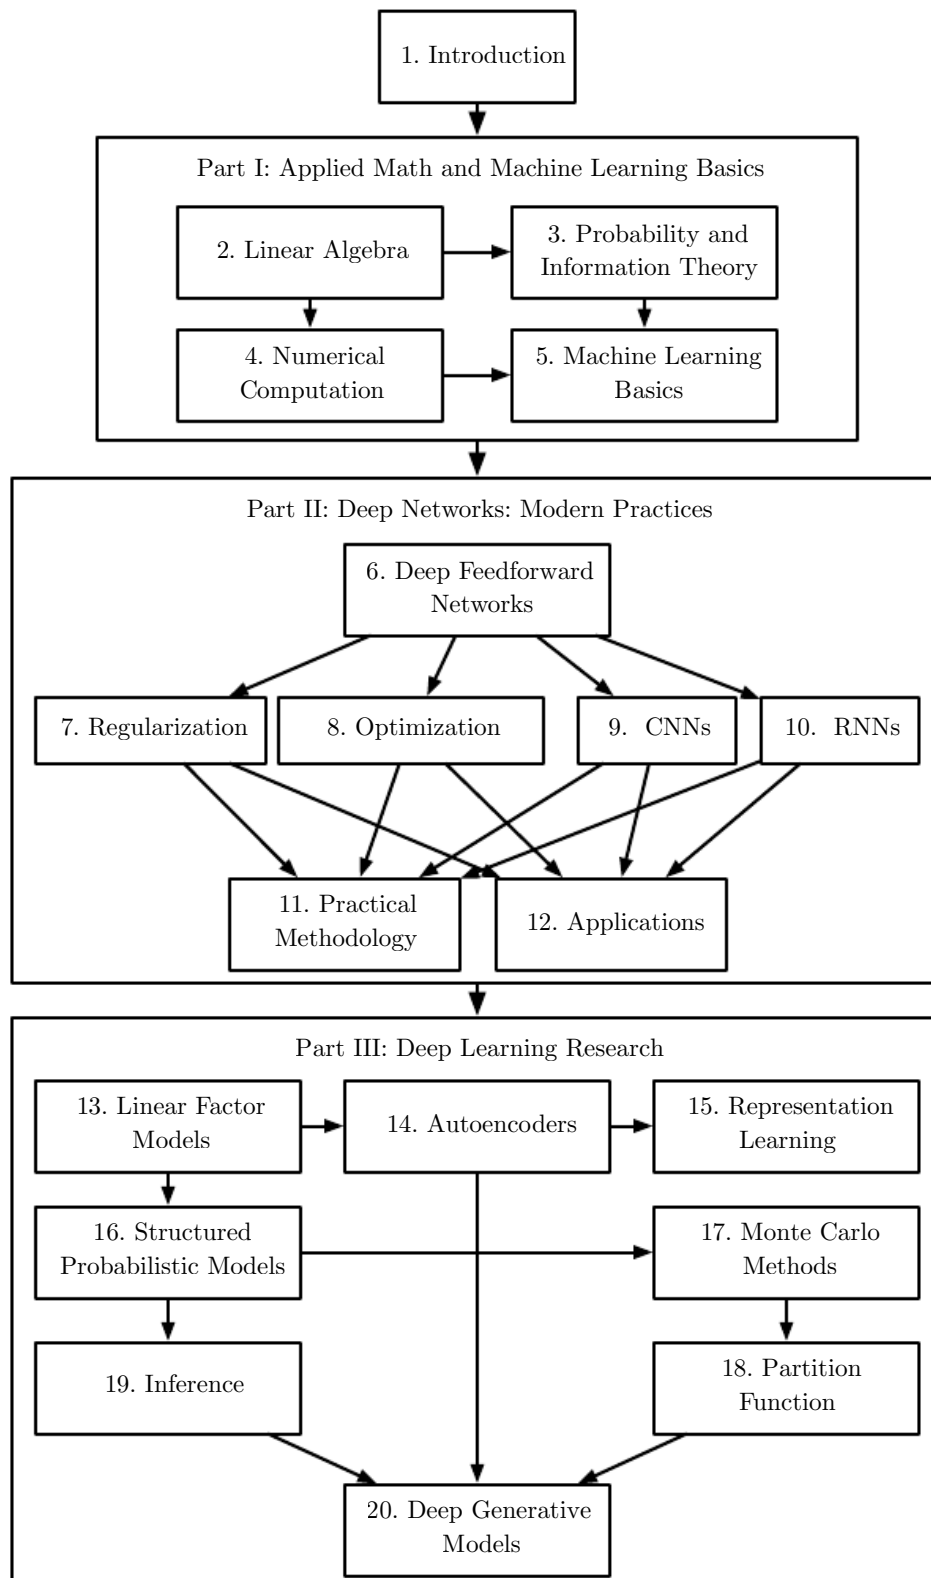 1. Introduction
Part I: Applied Math and Machine Learning Basics
2. Linear Algebra
3. Probability and
Information Theory
4. Numerical
Computation
5. Machine Learning
Basics
Part II: Deep Networks: Modern Practices
6. Deep Feedforward
Networks
7. Regularization
8. Optimization
9. CNNs
10. RNNs
11. Practical
Methodology
12. Applications
Part III: Deep Learning Research
13. Linear Factor
Models
14. Autoencoders
15. Representation
Learning
16. Structured
Probabilistic Models
17. Monte Carlo
Methods
19. Inference
18. Partition
Function
20. Deep Generative
Models